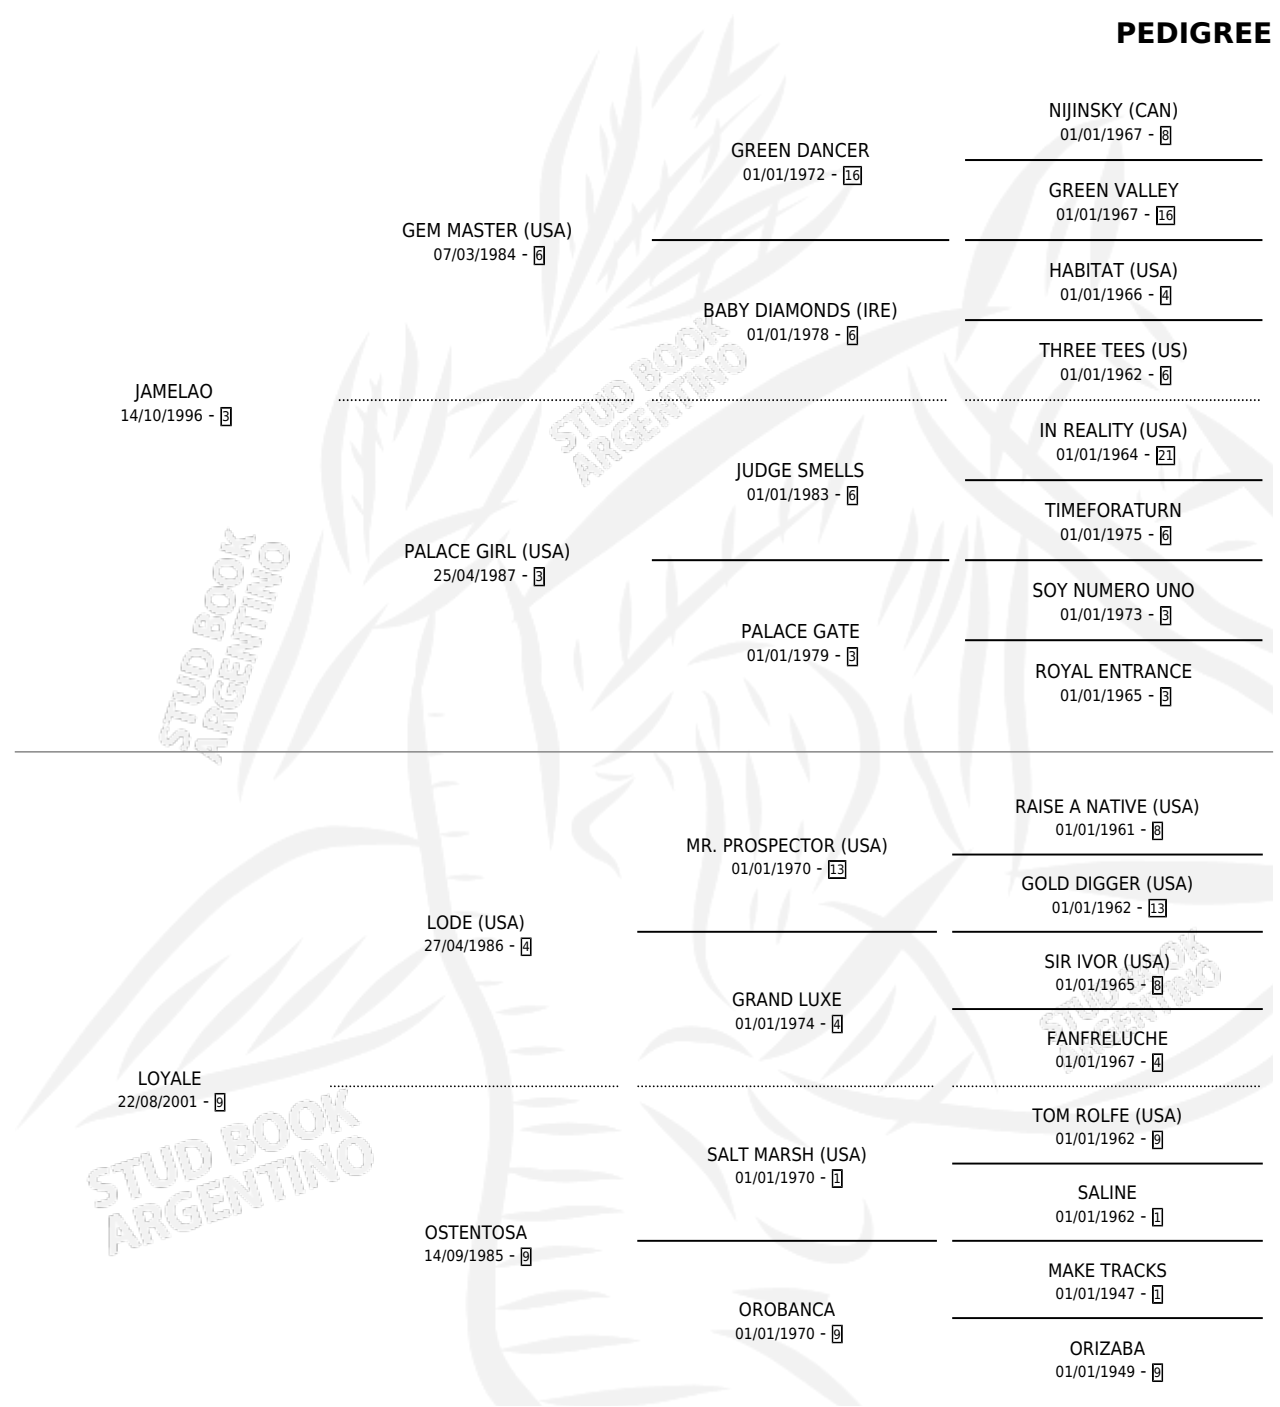 PEDIGREE
NIJINSKY (CAN)
01/01/1967 - 8
GREEN DANCER
01/01/1972 - 16
GREEN VALLEY
01/01/1967 - 16
GEM MASTER (USA)
07/03/1984 - 6
HABITAT (USA)
01/01/1966 - 4
BABY DIAMONDS (IRE)
01/01/1978 - 6
THREE TEES (US)
01/01/1962 - 6
JAMELAO
14/10/1996 - 3
IN REALITY (USA)
01/01/1964 - 21
JUDGE SMELLS
01/01/1983 - 6
TIMEFORATURN
01/01/1975 - 6
PALACE GIRL (USA)
25/04/1987 - 3
SOY NUMERO UNO
01/01/1973 - 3
PALACE GATE
01/01/1979 - 3
ROYAL ENTRANCE
01/01/1965 - 3
RAISE A NATIVE (USA)
01/01/1961 - 8
MR. PROSPECTOR (USA)
01/01/1970 - 13
GOLD DIGGER (USA)
01/01/1962 - 13
LODE (USA)
27/04/1986 - 4
SIR IVOR (USA)
01/01/1965 - 8
GRAND LUXE
01/01/1974 - 4
FANFRELUCHE
01/01/1967 - 4
LOYALE
22/08/2001 - 9
TOM ROLFE (USA)
01/01/1962 - 9
SALT MARSH (USA)
01/01/1970 - 1
SALINE
01/01/1962 - 1
OSTENTOSA
14/09/1985 - 9
MAKE TRACKS
01/01/1947 - 1
OROBANCA
01/01/1970 - 9
ORIZABA
01/01/1949 - 9
STUD BOOK
ARGENTINO
STUD BOOK
ARGENTINO
STUD BOOK
ARGENTINO
STUD BOOK
ARGENTINO